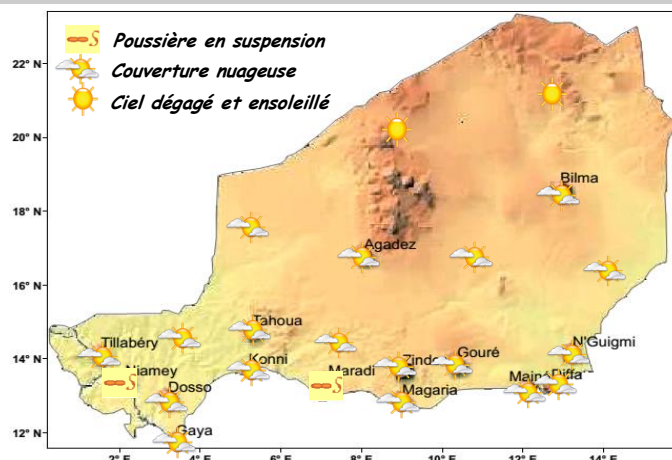 Poussière en suspension
Couverture nuageuse
Ciel dégagé et ensoleillé
22° N
20° N
Bilma
18° N
Agadez
16° N
Tahoua
Tillabéry
N'Guigmi
14° N
Konni
Gouré
Niamey
Maradi
Diffa
Dosso
Magaria
12° N
Gaya
2° E
4° E
6° E
8° E
10° E
12° E
14° E